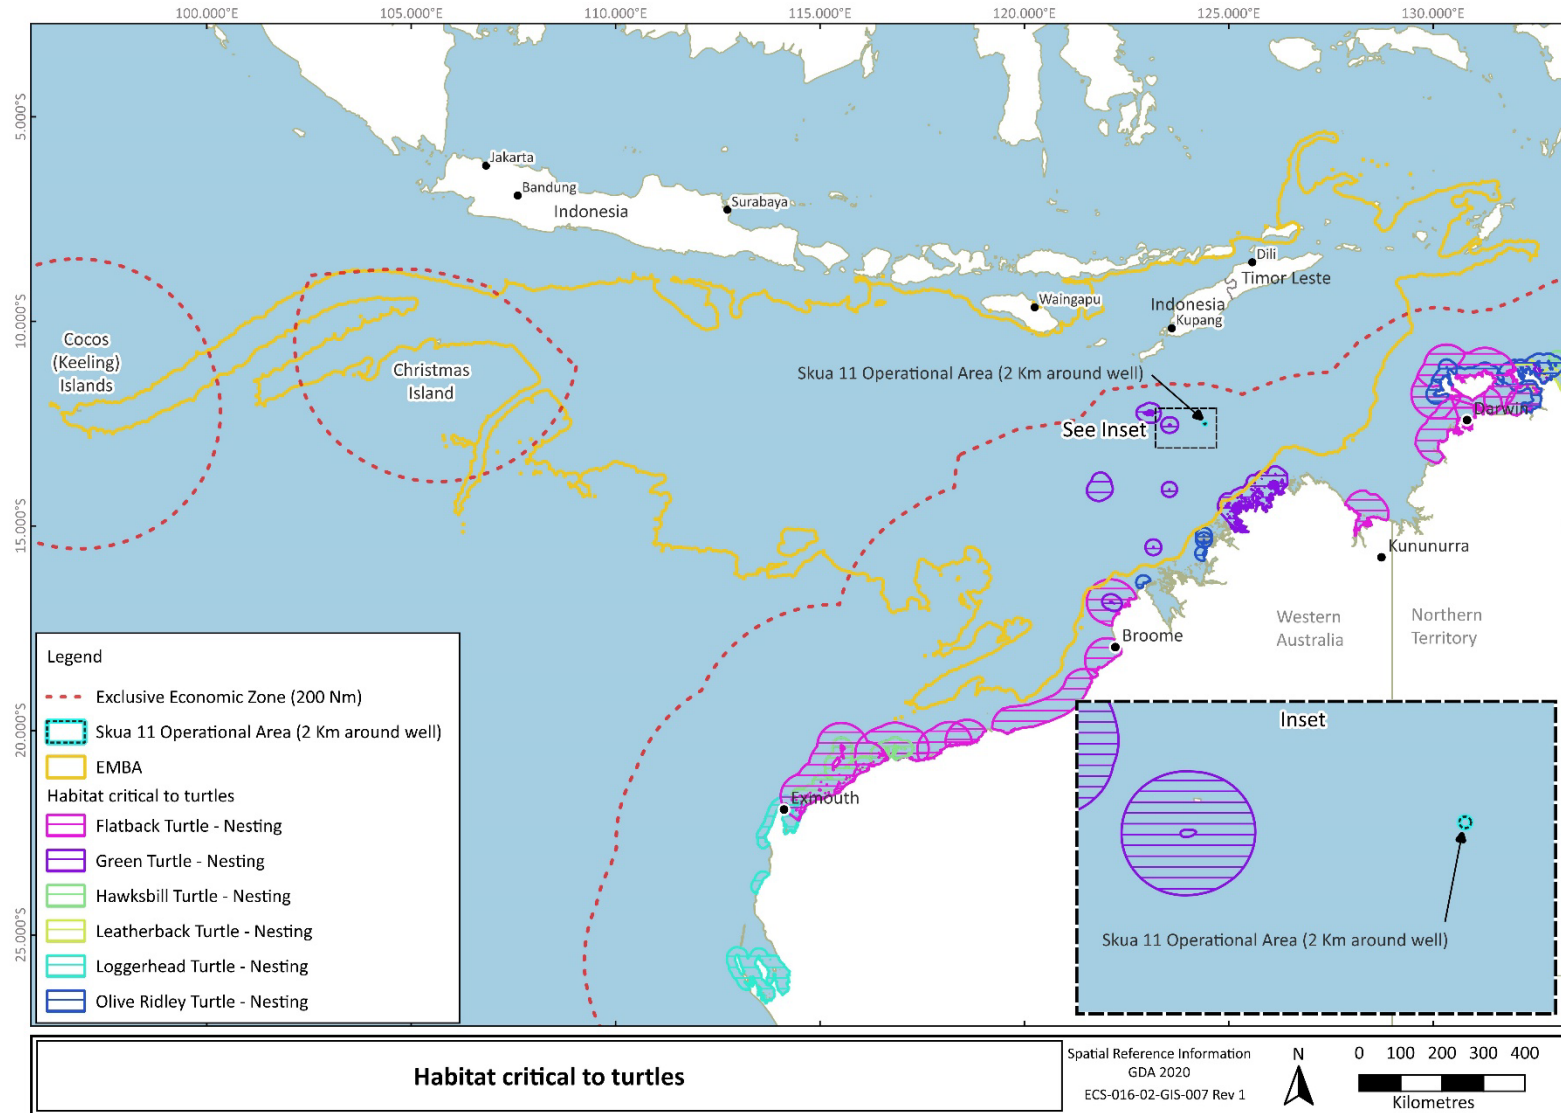 100.000°E 105.000°E 110.000°E 115.000°E 120.000°E 125.000°E 130.000°E
5.000°S
10.000°S
15.000°S
20.000°S
25.000°S
Jakarta
Bandung
Indonesia
Surabaya
Dili
Timor Leste
Waingapu
Indonesia
Kupang
Cocos
(Keeling)
Islands
Christmas
Island
Skua 11 Operational Area (2 Km around well)
See Inset
Darwin
Kununurra
Western
Australia
Northern
Territory
Broome
Exmouth
Legend
Exclusive Economic Zone (200 Nm)
Skua 11 Operational Area (2 Km around well)
EMBA
Habitat critical to turtles
Flatback Turtle - Nesting
Green Turtle - Nesting
Hawksbill Turtle - Nesting
Leatherback Turtle - Nesting
Loggerhead Turtle - Nesting
Olive Ridley Turtle - Nesting
Inset
Skua 11 Operational Area (2 Km around well)
Habitat critical to turtles
Spatial Reference Information
GDA 2020
ECS-016-02-GIS-007 Rev 1
N
0 100 200 300 400
Kilometres